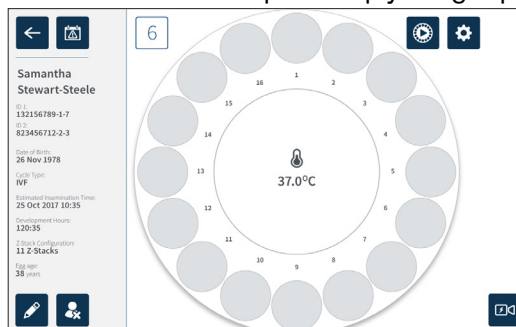 6
Samantha
Stewart-Steele
ID 1:
132156789-1-7
ID 2:
823456712-2-3
Date of Birth:
26 Nov 1978
Cycle Type:
IVF
Estimated Insemination Time:
25 Oct 2017 10:35
Development Hours:
120:35
Z-Stack Configuration:
11 Z-Stacks
Egg age:
38 years
1
2
3
4
5
6
7
8
9
10
11
12
13
14
15
16
37.0°C